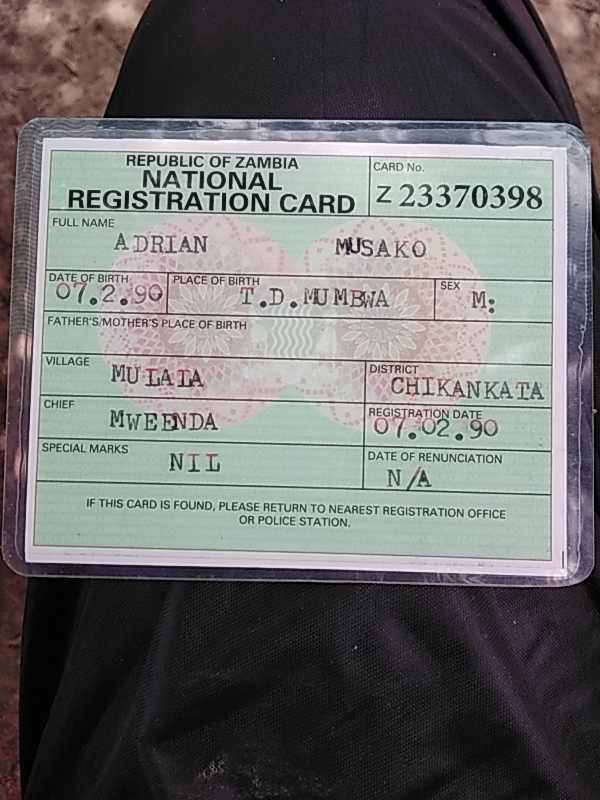 REPUBLIC OF ZAMBIA
NATIONAL
REGISTRATION CARD
CARD No.
Z 23370398
FULL NAME
ADRIAN MUSAKO
DATE OF BIRTH
07.2.90
PLACE OF BIRTH
T.D.MUMBWA
SEX
M:
FATHER'S/MOTHER'S PLACE OF BIRTH
VILLAGE
MULALA
DISTRICT
CHIKANKATA
CHIEF
MWEENDA
REGISTRATION DATE
07.02.90
SPECIAL MARKS
NIL
DATE OF RENUNCIATION
N/A
IF THIS CARD IS FOUND, PLEASE RETURN TO NEAREST REGISTRATION OFFICE
OR POLICE STATION.